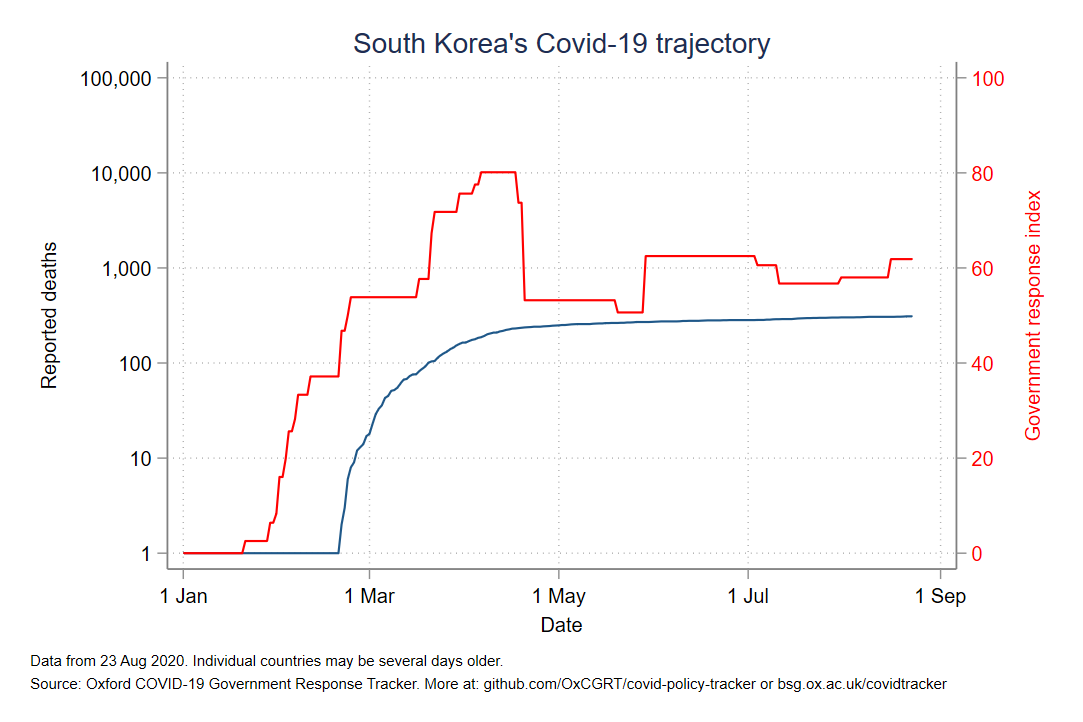 South Korea's Covid-19 trajectory
100,000
10,000
1,000
100
10
1
Reported deaths
100
80
60
40
20
0
Government response index
1 Jan 1 Mar 1 May 1 Jul 1 Sep
Date
Data from 23 Aug 2020. Individual countries may be several days older.
Source: Oxford COVID-19 Government Response Tracker. More at: github.com/OxCGRT/covid-policy-tracker or bsg.ox.ac.uk/covidtracker